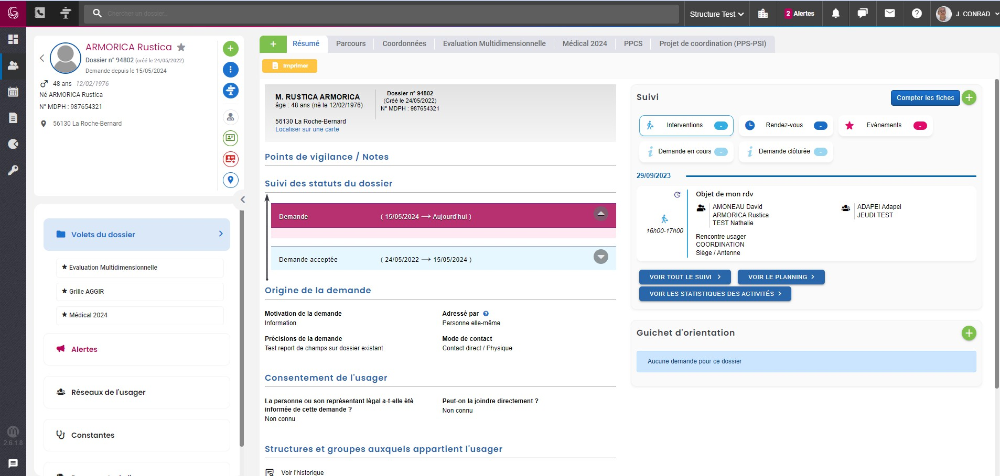 Chercher un dossier...
Structure Test
2 Alertes
J. CONRAD
ARMORICA Rustica
Dossier n° 94802 (créé le 24/05/2022)
Demande depuis le 15/05/2024
48 ans 12/02/1976
Né ARMORICA Rustica
N° MDPH : 987654321
56130 La Roche-Bernard
Volets du dossier
★ Evaluation Multidimensionnelle
★ Grille AGGIR
★ Médical 2024
Alertes
Réseaux de l'usager
Constantes
2.6.1.8
+
Résumé
Parcours
Coordonnées
Evaluation Multidimensionnelle
Médical 2024
PPCS
Projet de coordination (PPS-PSI)
Imprimer
M. RUSTICA ARMORICA
âge : 48 ans (né le 12/02/1976)
56130 La Roche-Bernard
Localiser sur une carte
Dossier n° 94802
(Créé le 24/05/2022)
N° MDPH : 987654321
Points de vigilance / Notes
Suivi des statuts du dossier
Demande ( 15/05/2024 → Aujourd'hui )
Demande acceptée ( 24/05/2022 → 15/05/2024 )
Origine de la demande
Motivation de la demande
Information
Adressé par
Personne elle-même
Précisions de la demande
Test report de champs sur dossier existant
Mode de contact
Contact direct / Physique
Consentement de l'usager
La personne ou son représentant légal a-t-elle été
informée de cette demande ?
Non connu
Peut-on la joindre directement ?
Non connu
Structures et groupes auxquels appartient l'usager
Voir l'historique
Suivi
Compter les fiches
Interventions -
Rendez-vous -
Evénements -
Demande en cours -
Demande clôturée -
29/09/2023
16h00-17h00
Objet de mon rdv
AMONEAU David
ARMORICA Rustica
TEST Nathalie
ADAPEI Adapei
JEUDI TEST
Rencontre usager
COORDINATION
Siège / Antenne
VOIR TOUT LE SUIVI
VOIR LE PLANNING
VOIR LES STATISTIQUES DES ACTIVITÉS
Guichet d'orientation
Aucune demande pour ce dossier